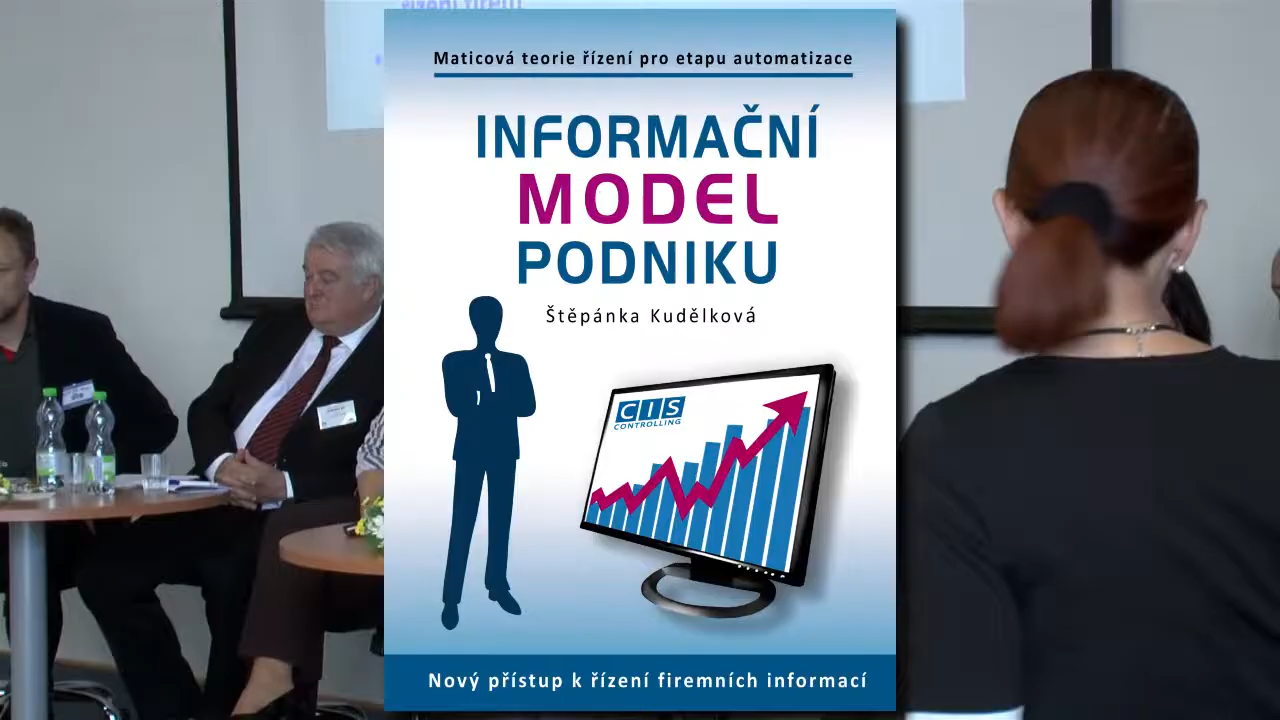 Maticová teorie řízení pro etapu automatizace
INFORMAČNÍ
MODEL
PODNIKU
Štěpánka Kudělková
CIS
CONTROLLING
Nový přístup k řízení firemních informací